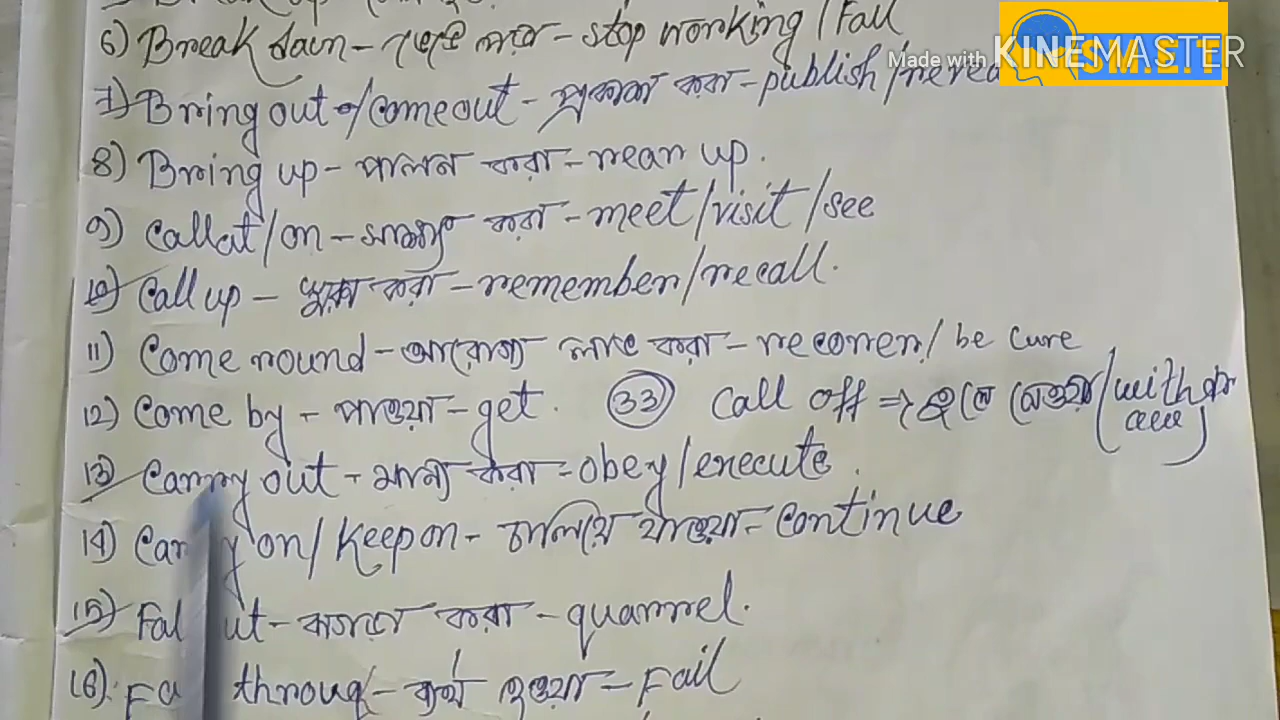 6) Break down - stop working / Fail
7) Bring out / come out - প্রকাশ করা - publish /
8) Bring up - পালন করা - rear up.
9) Call at / on - সাক্ষাৎ করা - meet / visit / see
10) Call up - স্মরণ করা - remember / recall.
11) Come round - আরোগ্য লাভ করা - recover / be cure
12) Come by - পাওয়া - get. (33) Call off ⇒ তুলে নেওয়া / (withdraw)
13) Carry out - মান্য করা = obey / execute.
14) Carry on / Keep on - চালিয়ে যাওয়া - Continue
15) Fall out - ঝগড়া করা - quarrel.
16). Fall through - ব্যর্থ হওয়া - Fail
Made with KINEMASTER